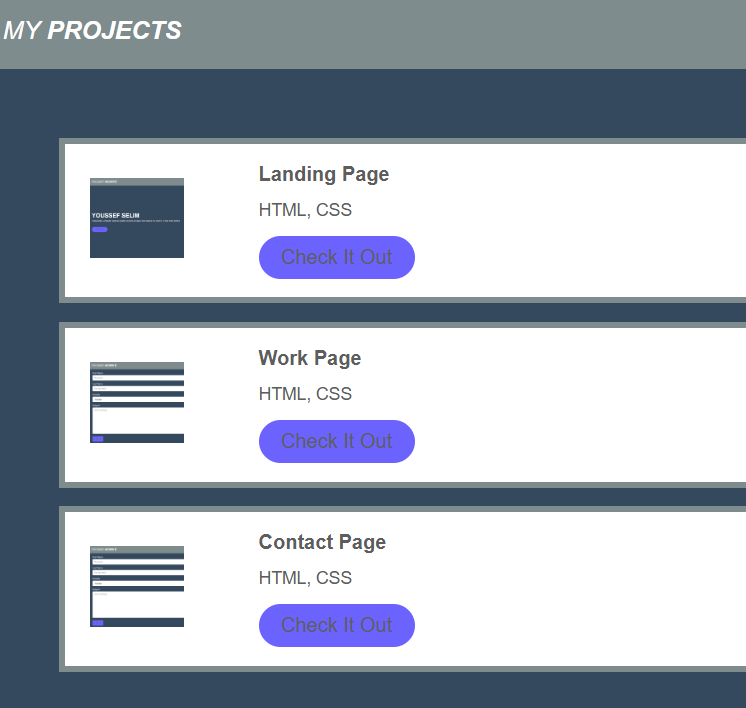 MY PROJECTS
Landing Page
HTML, CSS
YOUSSEF SELIM
Check It Out
Work Page
HTML, CSS
Check It Out
Contact Page
HTML, CSS
Check It Out